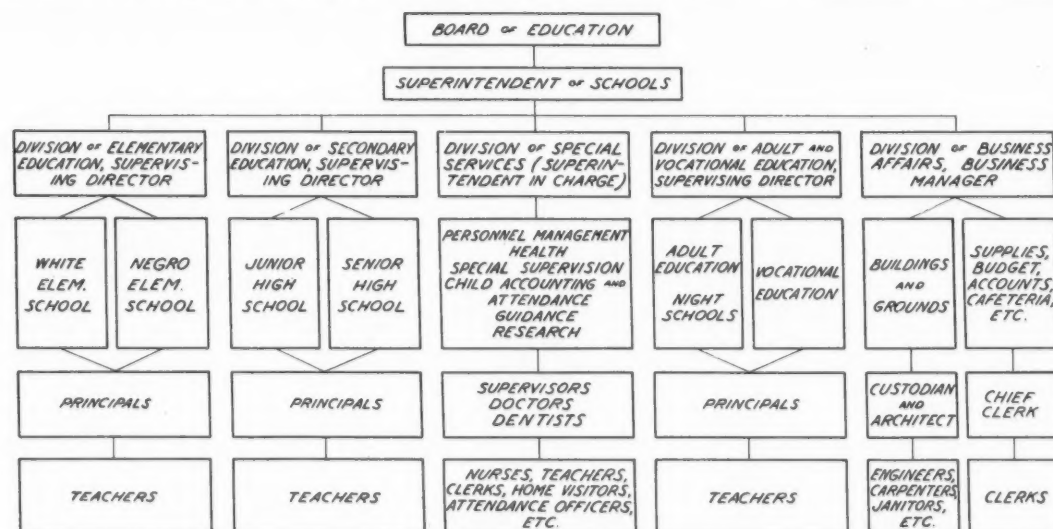 BOARD OF EDUCATION
SUPERINTENDENT OF SCHOOLS
DIVISION OF ELEMENTARY
EDUCATION, SUPERVIS-
ING DIRECTOR
DIVISION OF SECONDARY
EDUCATION, SUPERVIS-
ING DIRECTOR
DIVISION OF SPECIAL
SERVICES (SUPERIN-
TENDENT IN CHARGE)
DIVISION OF ADULT AND
VOCATIONAL EDUCATION,
SUPERVISING DIRECTOR
DIVISION OF BUSINESS
AFFAIRS, BUSINESS
MANAGER
WHITE
ELEM.
SCHOOL
NEGRO
ELEM.
SCHOOL
JUNIOR
HIGH
SCHOOL
SENIOR
HIGH
SCHOOL
PERSONNEL MANAGEMENT
HEALTH
SPECIAL SUPERVISION
CHILD ACCOUNTING AND
ATTENDANCE
GUIDANCE
RESEARCH
ADULT
EDUCATION
NIGHT
SCHOOLS
VOCATIONAL
EDUCATION
BUILDINGS
AND
GROUNDS
SUPPLIES,
BUDGET,
ACCOUNTS,
CAFETERIA,
ETC.
PRINCIPALS
PRINCIPALS
SUPERVISORS
DOCTORS
DENTISTS
PRINCIPALS
CUSTODIAN
AND
ARCHITECT
CHIEF
CLERK
TEACHERS
TEACHERS
NURSES, TEACHERS,
CLERKS, HOME VISITORS,
ATTENDANCE OFFICERS,
ETC.
TEACHERS
ENGINEERS,
CARPENTERS,
JANITORS,
ETC.
CLERKS